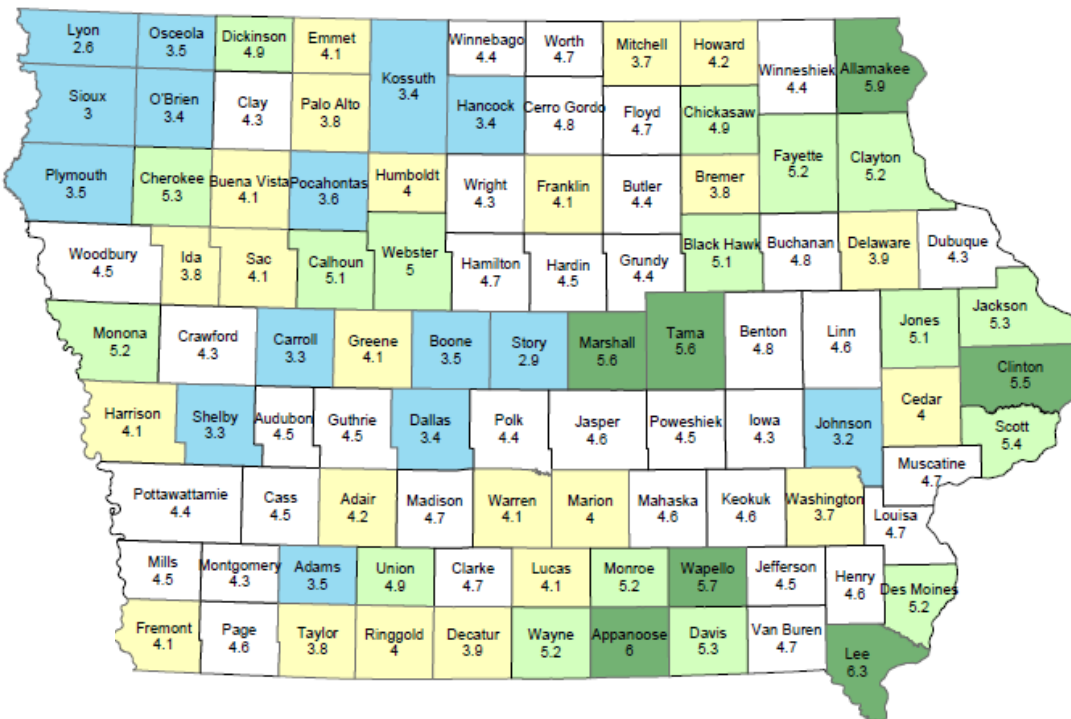 Lyon
2.6
Osceola
3.5
Dickinson
4.9
Emmet
4.1
Kossuth
3.4
Winnebago
4.4
Worth
4.7
Mitchell
3.7
Howard
4.2
Winneshiek
4.4
Allamakee
5.9
Sioux
3
O'Brien
3.4
Clay
4.3
Palo Alto
3.8
Hancock
3.4
Cerro Gordo
4.8
Floyd
4.7
Chickasaw
4.9
Plymouth
3.5
Cherokee
5.3
Buena Vista
4.1
Pocahontas
3.6
Humboldt
4
Wright
4.3
Franklin
4.1
Butler
4.4
Bremer
3.8
Fayette
5.2
Clayton
5.2
Woodbury
4.5
Ida
3.8
Sac
4.1
Calhoun
5.1
Webster
5
Hamilton
4.7
Hardin
4.5
Grundy
4.4
Black Hawk
5.1
Buchanan
4.8
Delaware
3.9
Dubuque
4.3
Monona
5.2
Crawford
4.3
Carroll
3.3
Greene
4.1
Boone
3.5
Story
2.9
Marshall
5.6
Tama
5.6
Benton
4.8
Linn
4.6
Jones
5.1
Jackson
5.3
Clinton
5.5
Harrison
4.1
Shelby
3.3
Audubon
4.5
Guthrie
4.5
Dallas
3.4
Polk
4.4
Jasper
4.6
Poweshiek
4.5
Iowa
4.3
Johnson
3.2
Cedar
4
Scott
5.4
Muscatine
4.7
Pottawattamie
4.4
Cass
4.5
Adair
4.2
Madison
4.7
Warren
4.1
Marion
4
Mahaska
4.6
Keokuk
4.6
Washington
3.7
Louisa
4.7
Mills
4.5
Montgomery
4.3
Adams
3.5
Union
4.9
Clarke
4.7
Lucas
4.1
Monroe
5.2
Wapello
5.7
Jefferson
4.5
Henry
4.6
Des Moines
5.2
Fremont
4.1
Page
4.6
Taylor
3.8
Ringgold
4
Decatur
3.9
Wayne
5.2
Appanoose
6
Davis
5.3
Van Buren
4.7
Lee
6.3